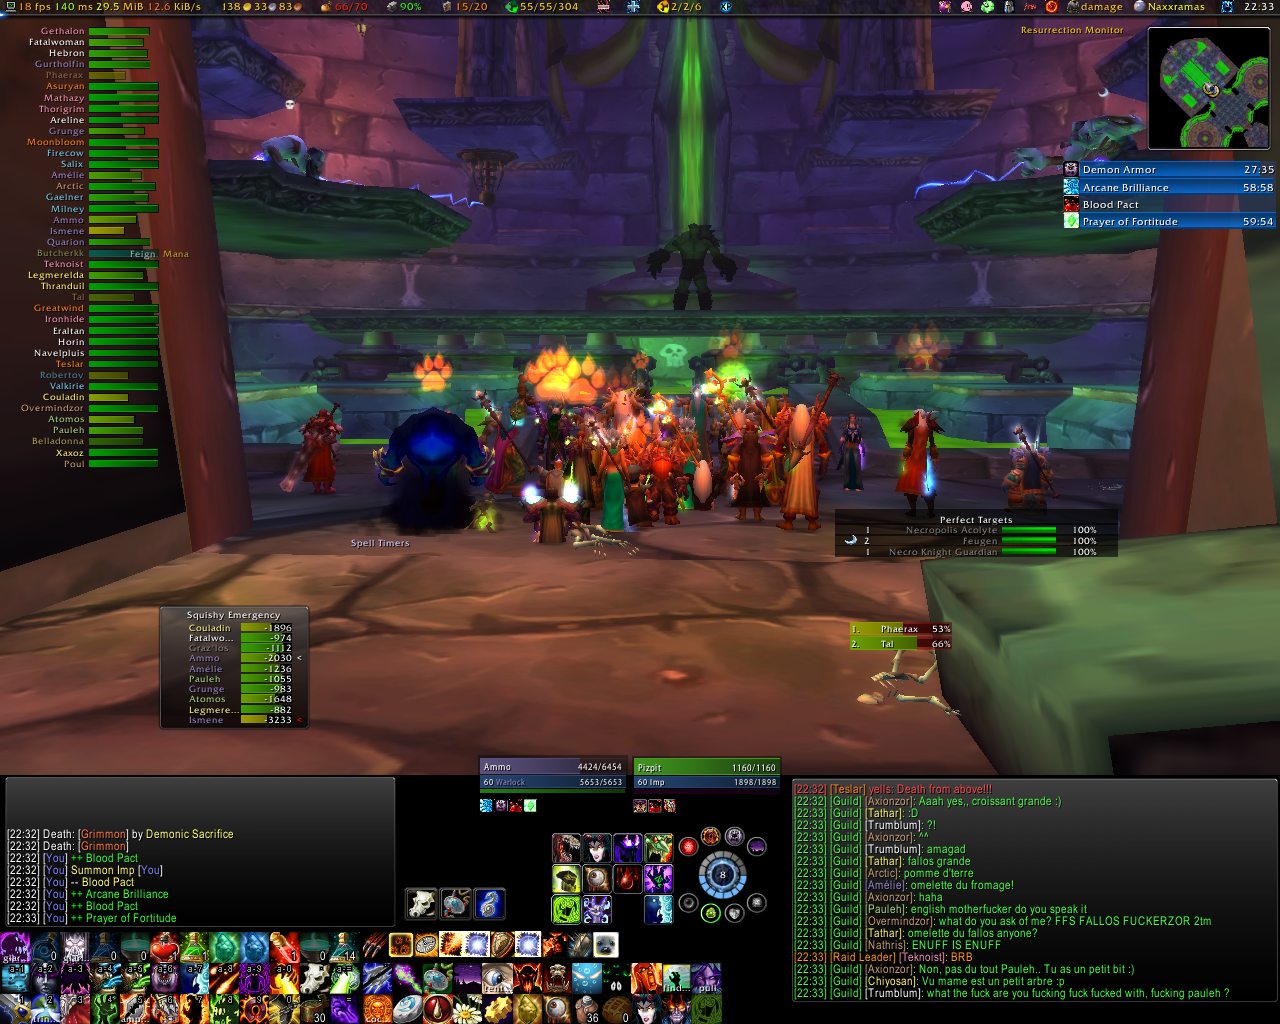 18 fps 140 ms 29.5 MiB 12.6 KiB/s 138 33 83 66/70 90% 15/20 55/55/304 2/2/6 damage Naxxramas 22:33
Resurrection Monitor
Gethalon
Fatalwoman
Hebron
Gurtholfin
Phaerax
Asuryan
Mathazy
Thorigrim
Areline
Grunge
Moonbloom
Firecow
Salix
Amélie
Arctic
Gaelner
Milney
Ammo
Ismene
Quarion
Butcherkk Feign Mana
Teknoist
Legmerelda
Thranduil
Tal
Greatwind
Ironhide
Eraltan
Horin
Navelpluis
Teslar
Robertov
Valkirie
Couladin
Overmindzor
Atomos
Pauleh
Belladonna
Xaxoz
Poul
Demon Armor 27:35
Arcane Brilliance 58:58
Blood Pact
Prayer of Fortitude 59:54
Perfect Targets
1 Necropolis Acolyte 100%
2 Feugen 100%
1 Necro Knight Guardian 100%
Spell Timers
Squishy Emergency
Couladin -1896
Fatalwo... -974
Graz'los -1112
Ammo -2030 <
Amélie -1236
Pauleh -1055
Grunge -983
Atomos -1648
Legmere... -882
Ismene -3233 <
1. Phaerax 53%
2. Tal 66%
Ammo 4424/6454
60 Warlock 5653/5653
Pizpit 1160/1160
60 Imp 1898/1898
8
[22:32] Death: [Grimmon] by Demonic Sacrifice
[22:32] Death: [Grimmon]
[22:32] [You] ++ Blood Pact
[22:32] [You] Summon Imp [You]
[22:32] [You] -- Blood Pact
[22:32] [You] ++ Arcane Brilliance
[22:32] [You] ++ Blood Pact
[22:33] [You] ++ Prayer of Fortitude
[22:32] [Teslar] yells: Death from above!!!
[22:32] [Guild] [Axionzor]: Aaah yes,, croissant grande :)
[22:33] [Guild] [Tathar]: :D
[22:33] [Guild] [Trumblum]: ?!
[22:33] [Guild] [Axionzor]: ^^
[22:33] [Guild] [Trumblum]: amagad
[22:33] [Guild] [Tathar]: fallos grande
[22:33] [Guild] [Arctic]: pomme d'terre
[22:33] [Guild] [Amélie]: omelette du fromage!
[22:33] [Guild] [Axionzor]: haha
[22:33] [Guild] [Pauleh]: english motherfucker do you speak it
[22:33] [Guild] [Overmindzor]: what do you ask of me? FFS FALLOS FUCKERZOR 2tm
[22:33] [Guild] [Tathar]: omelette du fallos anyone?
[22:33] [Guild] [Nathris]: ENUFF IS ENUFF
[22:33] [Raid Leader] [Teknoist]: BRB
[22:33] [Guild] [Axionzor]: Non, pas du tout Pauleh.. Tu as un petit bit :)
[22:33] [Guild] [Chiyosan]: Vu mame est un petit arbre :p
[22:33] [Guild] [Trumblum]: what the fuck are you fucking fuck fucked with, fucking pauleh ?